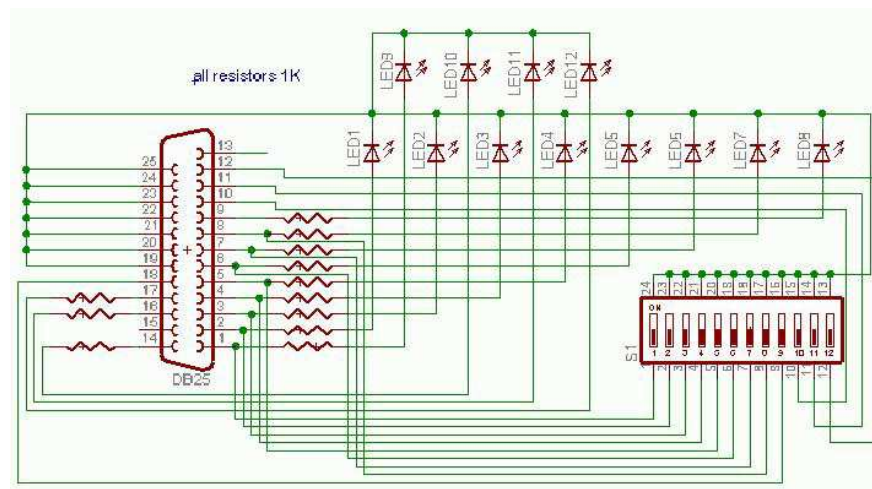 LED9
LED10
LED11
LED12
all resistors 1K
LED1
LED2
LED3
LED4
LED5
LED6
LED7
LED8
13
25
12
24
11
23
10
22
9
21
8
20
7
19
6
18
5
17
4
16
3
15
2
14
1
DB25
24
23
22
21
20
19
18
17
16
15
14
13
ON
1 2 3 4 5 6 7 8 9 10 11 12
S1
1
2
3
4
5
6
7
8
9
10
11
12